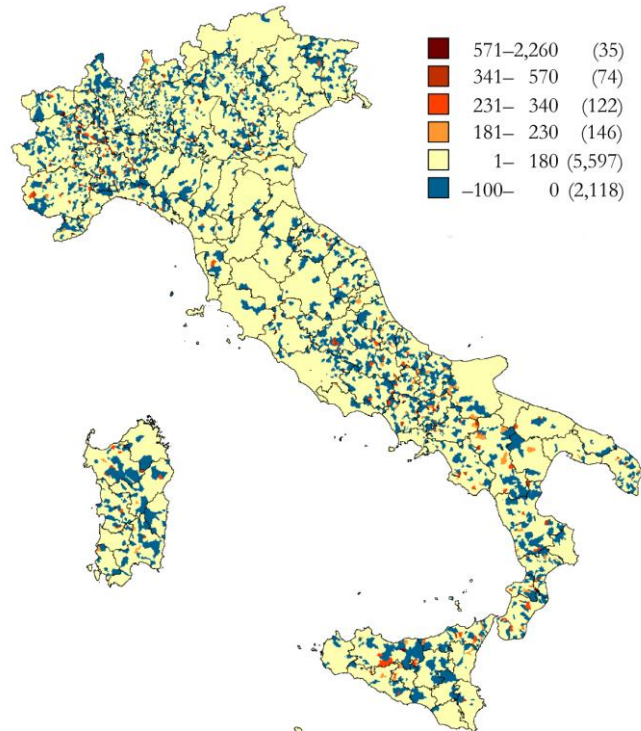 571–2,260 (35)
341– 570 (74)
231– 340 (122)
181– 230 (146)
1– 180 (5,597)
–100– 0 (2,118)